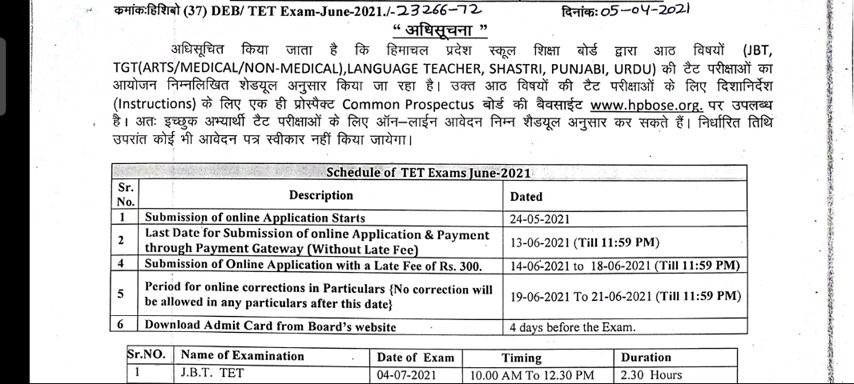 क्रमांक:हिशिबो (37) DEB/ TET Exam-June-2021./-23266-72 दिनांक: 05-04-2021
“ अधिसूचना ”
अधिसूचित किया जाता है कि हिमाचल प्रदेश स्कूल शिक्षा बोर्ड द्वारा आठ विषयों (JBT,
TGT(ARTS/MEDICAL/NON-MEDICAL),LANGUAGE TEACHER, SHASTRI, PUNJABI, URDU) की टैट परीक्षाओं का
आयोजन निम्नलिखित शेडयूल अनुसार किया जा रहा है। उक्त आठ विषयों की टैट परीक्षाओं के लिए दिशानिर्देश
(Instructions) के लिए एक ही प्रोस्पैक्ट Common Prospectus बोर्ड की बैवसाईट www.hpbose.org. पर उपलब्ध
है। अतः इच्छुक अभ्यार्थी टैट परीक्षाओं के लिए ऑन–लाईन आवेदन निम्न शैडयूल अनुसार कर सकते हैं। निर्धारित तिथि
उपरांत कोई भी आवेदन पत्र स्वीकार नहीं किया जायेगा।
Schedule of TET Exams June-2021
Sr. No. Description Dated
1 Submission of online Application Starts 24-05-2021
2 Last Date for Submission of online Application & Payment
through Payment Gateway (Without Late Fee) 13-06-2021 (Till 11:59 PM)
4 Submission of Online Application with a Late Fee of Rs. 300. 14-06-2021 to 18-06-2021 (Till 11:59 PM)
5 Period for online corrections in Particulars {No correction will
be allowed in any particulars after this date} 19-06-2021 To 21-06-2021 (Till 11:59 PM)
6 Download Admit Card from Board's website 4 days before the Exam.
Sr.NO. Name of Examination Date of Exam Timing Duration
1 J.B.T. TET 04-07-2021 10.00 AM To 12.30 PM 2.30 Hours